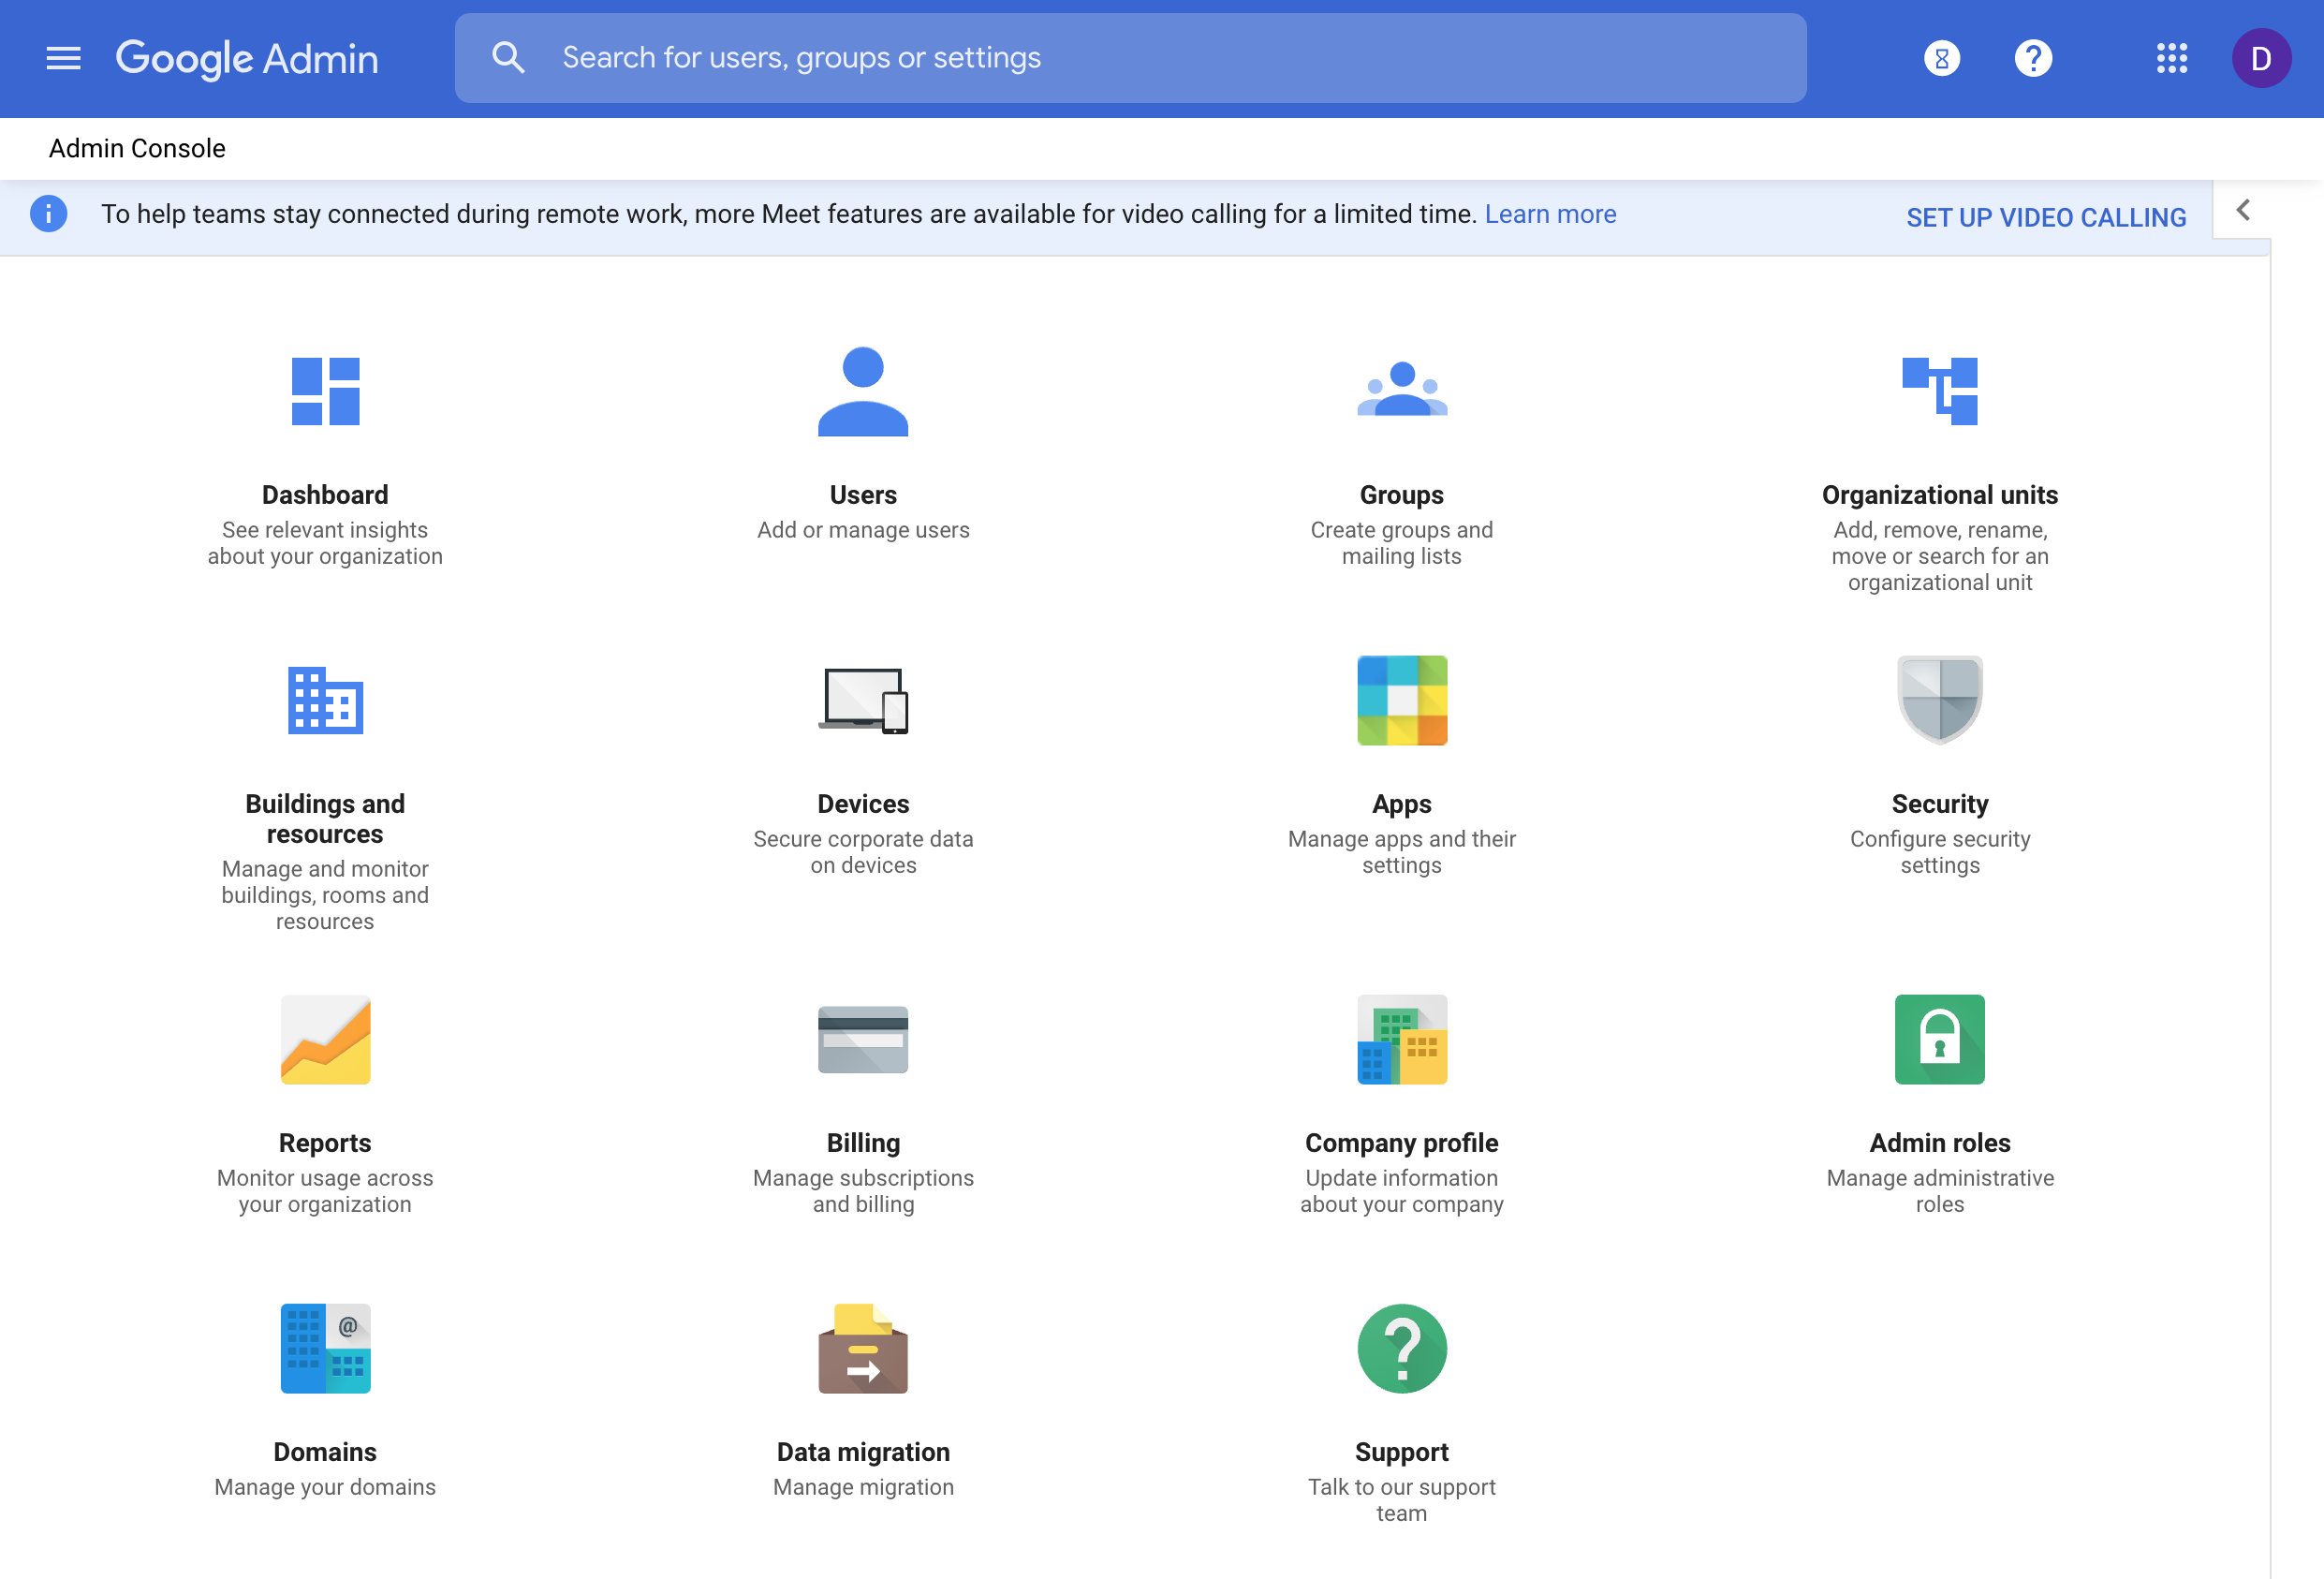 Google Admin
Search for users, groups or settings
D
Admin Console
To help teams stay connected during remote work, more Meet features are available for video calling for a limited time. Learn more
SET UP VIDEO CALLING
Dashboard
See relevant insights
about your organization
Users
Add or manage users
Groups
Create groups and
mailing lists
Organizational units
Add, remove, rename,
move or search for an
organizational unit
Buildings and
resources
Manage and monitor
buildings, rooms and
resources
Devices
Secure corporate data
on devices
Apps
Manage apps and their
settings
Security
Configure security
settings
Reports
Monitor usage across
your organization
Billing
Manage subscriptions
and billing
Company profile
Update information
about your company
Admin roles
Manage administrative
roles
@
Domains
Manage your domains
Data migration
Manage migration
Support
Talk to our support
team